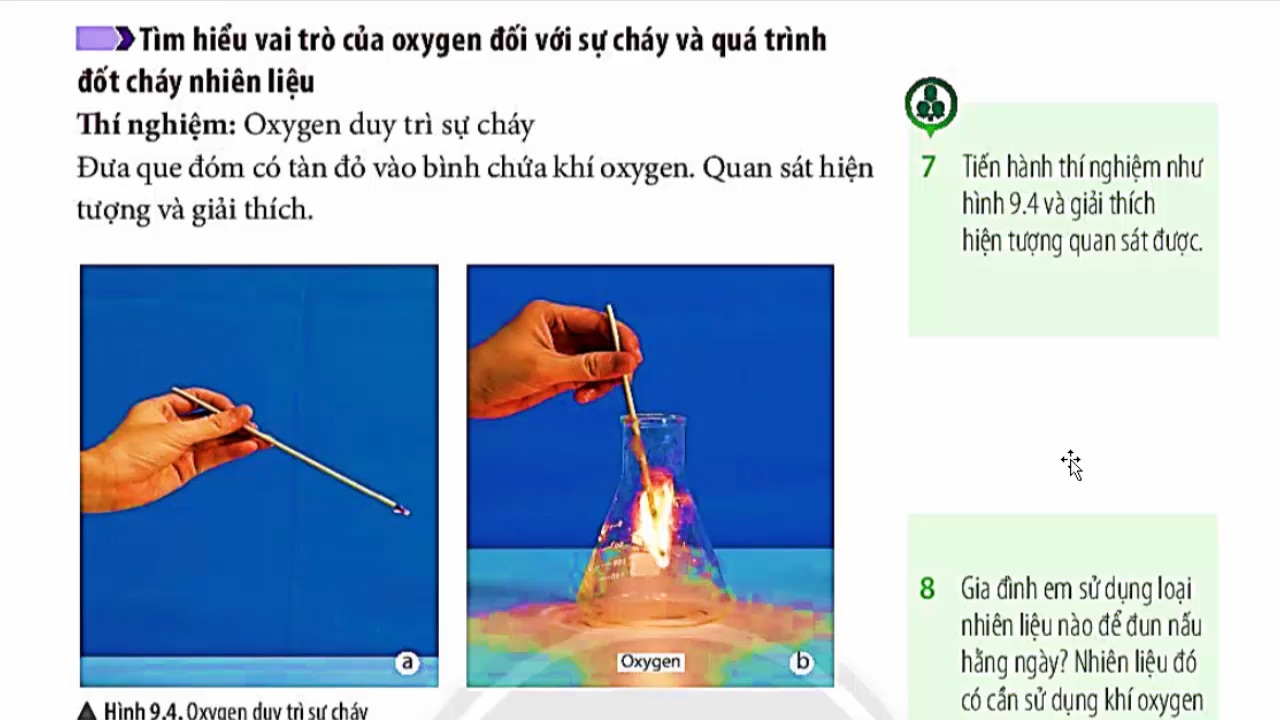 Tìm hiểu vai trò của oxygen đối với sự cháy và quá trình
đốt cháy nhiên liệu
Thí nghiệm: Oxygen duy trì sự cháy
Đưa que đóm có tàn đỏ vào bình chứa khí oxygen. Quan sát hiện
tượng và giải thích.
7 Tiến hành thí nghiệm như
hình 9.4 và giải thích
hiện tượng quan sát được.
a
Oxygen
b
Hình 9.4. Oxygen duy trì sự cháy
8 Gia đình em sử dụng loại
nhiên liệu nào để đun nấu
hằng ngày? Nhiên liệu đó
có cần sử dụng khí oxygen